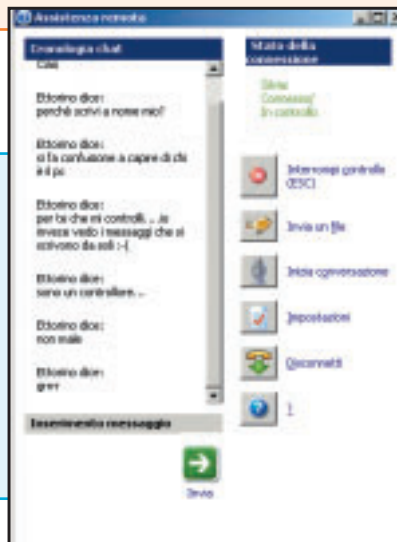 Assistenza remota
Cronologia chat
Ciao
Ettorino dice:
perchè scrivi a nome mio?
Ettorino dice:
si fa confusione a capire di chi
è il pc
Ettorino dice:
per te che mi controlli, ... io
invece vedo i messaggi che si
scrivono da soli :-(
Ettorino dice:
sono un controllore...
Ettorino dice:
non male
Ettorino dice:
grrr
Inserimento messaggio
Invia
Stato della
connessione
Connesso
In controllo
Interrompi controllo
(ESC)
Invia un file
Inizia conversazione
Impostazioni
Disconnetti
?